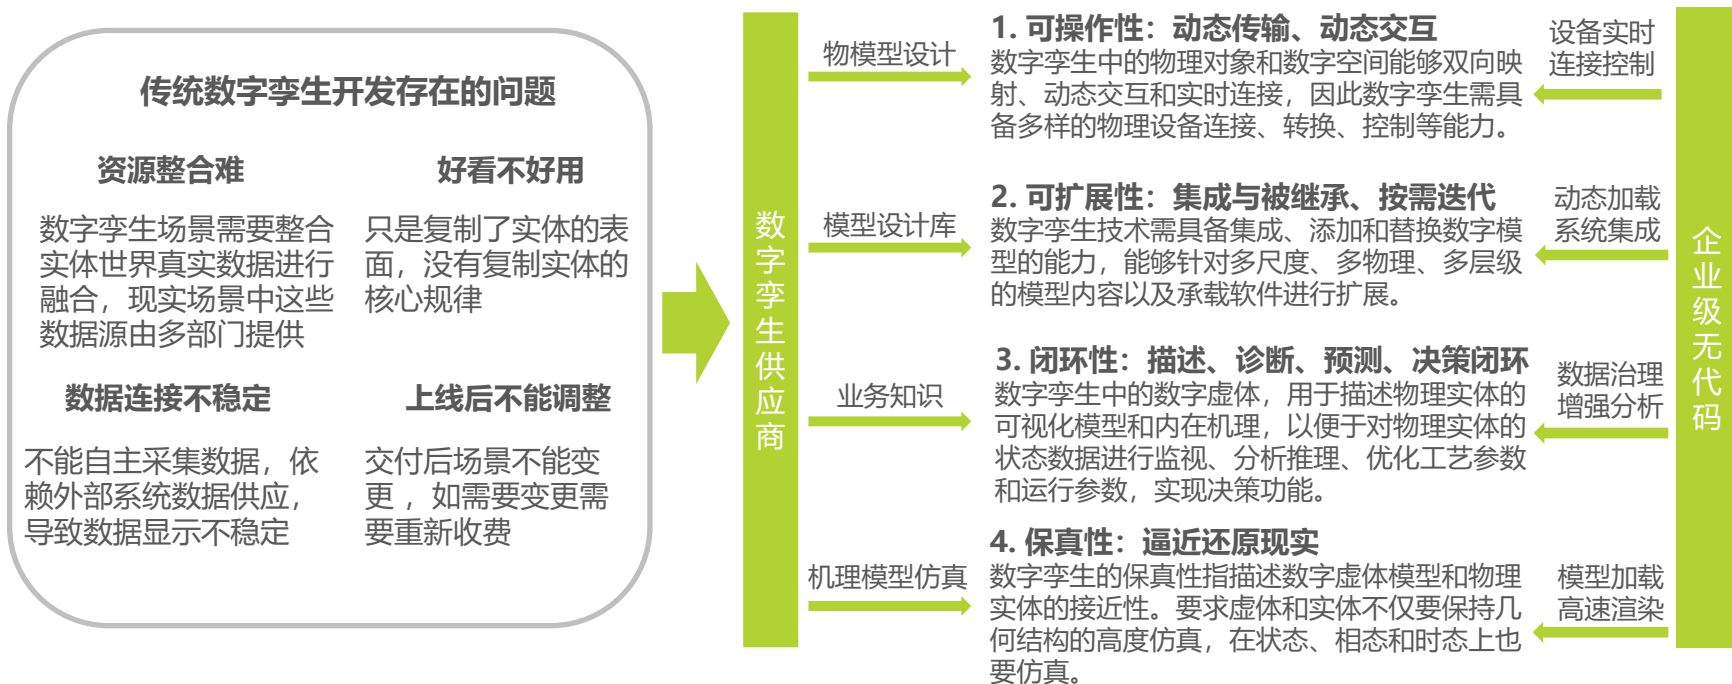 传统数字孪生开发存在的问题
资源整合难
数字孪生场景需要整合
实体世界真实数据进行
融合，现实场景中这些
数据源由多部门提供
好看不好用
只是复制了实体的表
面，没有复制实体的
核心规律
数据连接不稳定
不能自主采集数据，依
赖外部系统数据供应，
导致数据显示不稳定
上线后不能调整
交付后场景不能变
更 ，如需要变更需
要重新收费
数字孪生供应商
物模型设计
模型设计库
业务知识
机理模型仿真
1. 可操作性：动态传输、动态交互
数字孪生中的物理对象和数字空间能够双向映
射、动态交互和实时连接，因此数字孪生需具
备多样的物理设备连接、转换、控制等能力。
2. 可扩展性：集成与被继承、按需迭代
数字孪生技术需具备集成、添加和替换数字模
型的能力，能够针对多尺度、多物理、多层级
的模型内容以及承载软件进行扩展。
3. 闭环性：描述、诊断、预测、决策闭环
数字孪生中的数字虚体，用于描述物理实体的
可视化模型和内在机理，以便于对物理实体的
状态数据进行监视、分析推理、优化工艺参数
和运行参数，实现决策功能。
4. 保真性：逼近还原现实
数字孪生的保真性指描述数字虚体模型和物理
实体的接近性。要求虚体和实体不仅要保持几
何结构的高度仿真，在状态、相态和时态上也
要仿真。
设备实时
连接控制
动态加载
系统集成
数据治理
增强分析
模型加载
高速渲染
企业级无代码